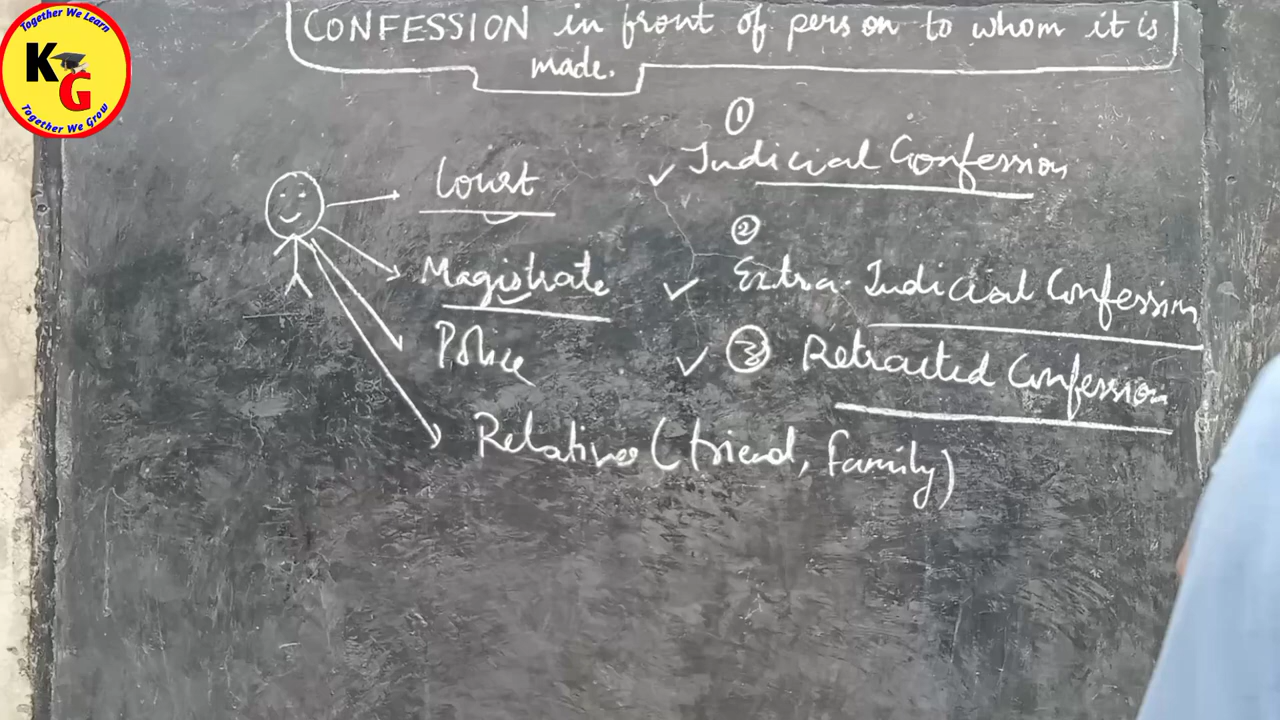 Together We Learn
KG
Together We Grow
CONFESSION in front of person to whom it is
made.
①
Court
Judicial Confession
②
Magistrate
Extra-Judicial Confession
Police
③ Retracted Confession
Relatives (friend, family)